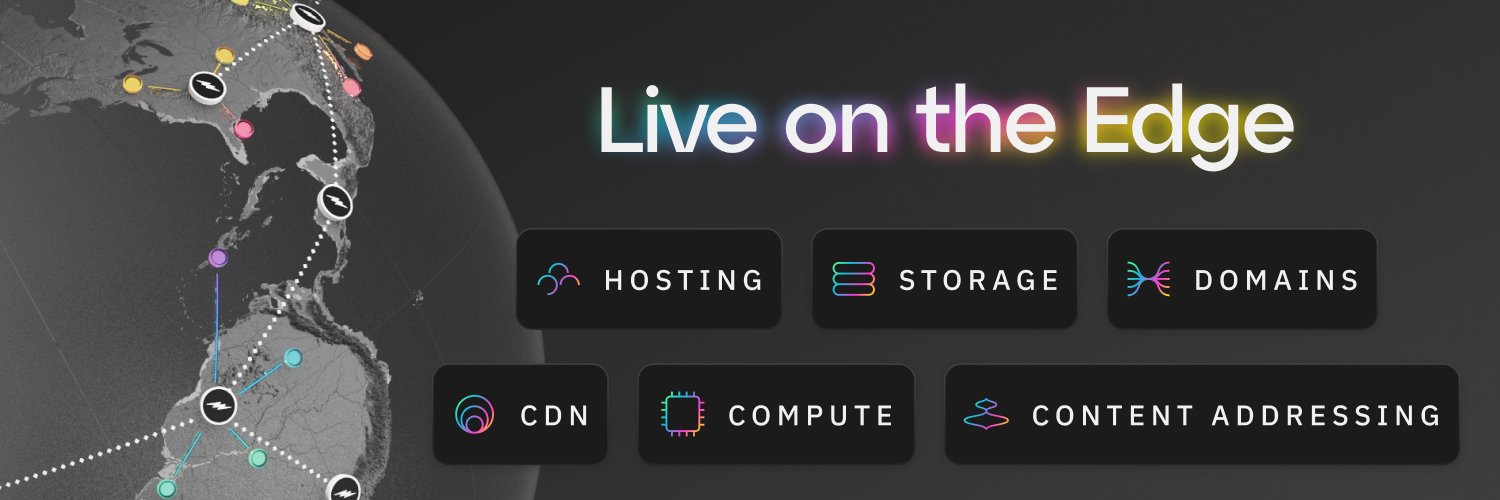 Live on the Edge
HOSTING STORAGE DOMAINS
CDN COMPUTE CONTENT ADDRESSING